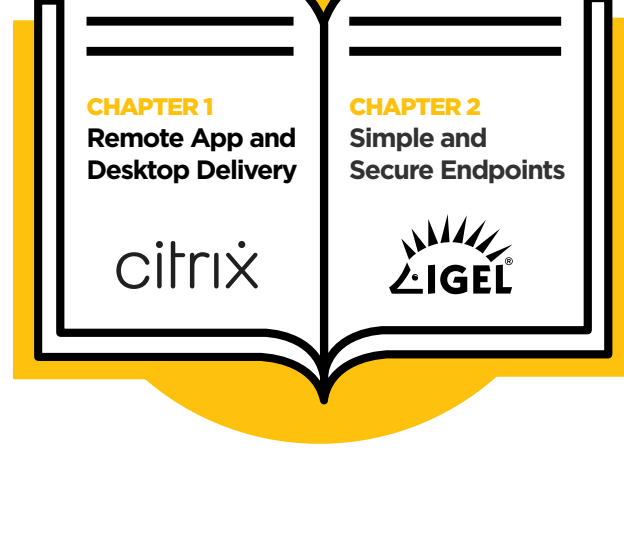 CHAPTER 1
Remote App and
Desktop Delivery
citrix
CHAPTER 2
Simple and
Secure Endpoints
IGEL®